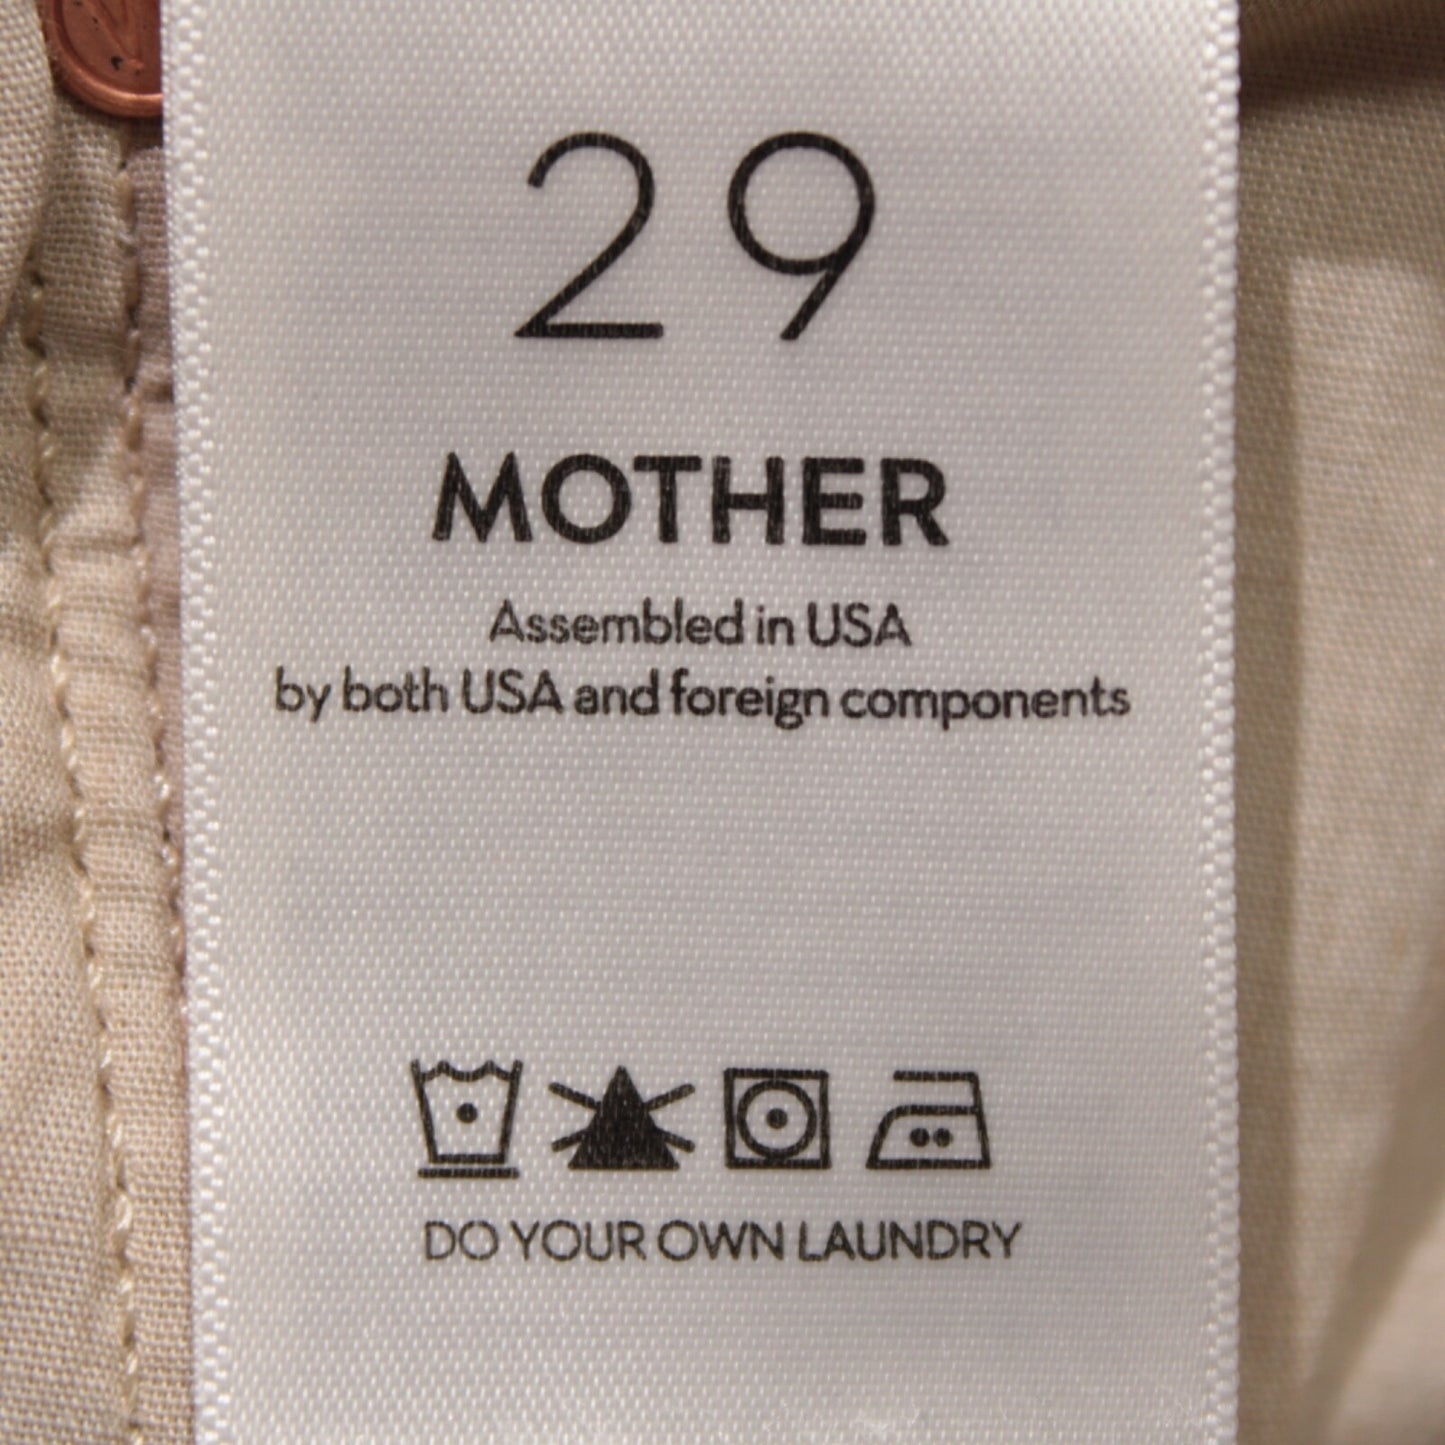 29
MOTHER
Assembled in USA
by both USA and foreign components
DO YOUR OWN LAUNDRY